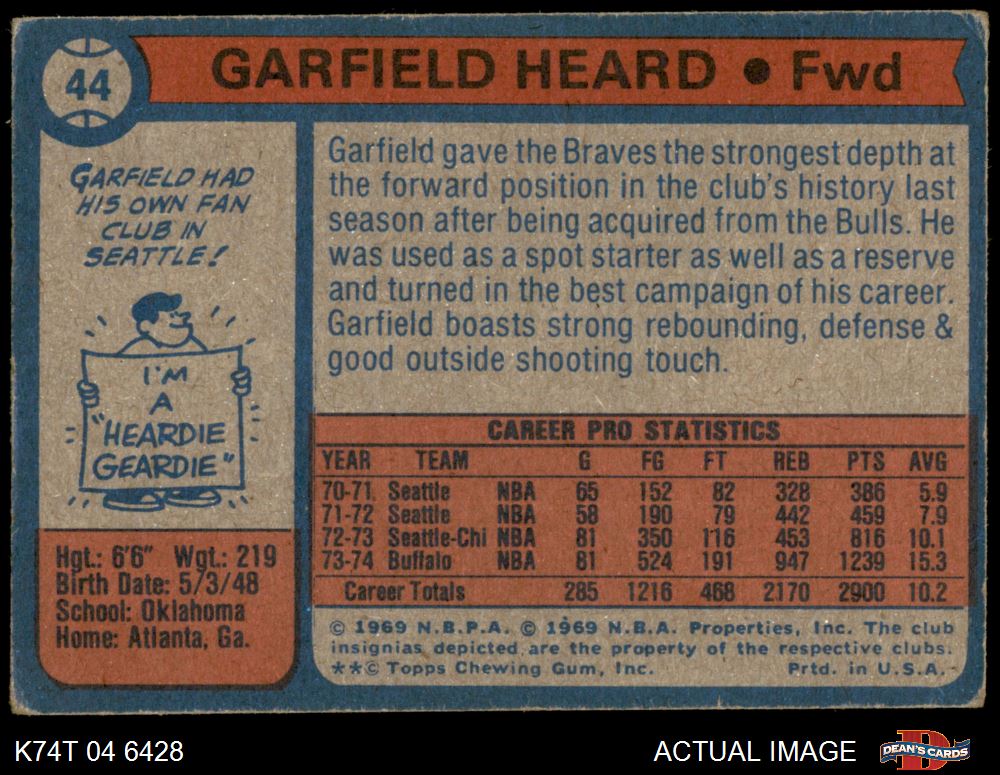 44
GARFIELD HEARD • Fwd
GARFIELD HAD
HIS OWN FAN
CLUB IN
SEATTLE!
I'M
A
"HEARDIE
GEARDIE"
Hgt.: 6'6" Wgt.: 219
Birth Date: 5/3/48
School: Oklahoma
Home: Atlanta, Ga.
Garfield gave the Braves the strongest depth at
the forward position in the club's history last
season after being acquired from the Bulls. He
was used as a spot starter as well as a reserve
and turned in the best campaign of his career.
Garfield boasts strong rebounding, defense &
good outside shooting touch.
CAREER PRO STATISTICS
YEAR TEAM G FG FT REB PTS AVG
70-71 Seattle NBA 65 152 82 328 386 5.9
71-72 Seattle NBA 58 190 79 442 459 7.9
72-73 Seattle-Chi NBA 81 350 116 453 816 10.1
73-74 Buffalo NBA 81 524 191 947 1239 15.3
Career Totals 285 1216 468 2170 2900 10.2
© 1969 N.B.P.A. © 1969 N.B.A. Properties, Inc. The club
insignias depicted are the property of the respective clubs.
**© Topps Chewing Gum, Inc. Prtd. in U.S.A.
K74T 04 6428
ACTUAL IMAGE
DEAN'S CARDS